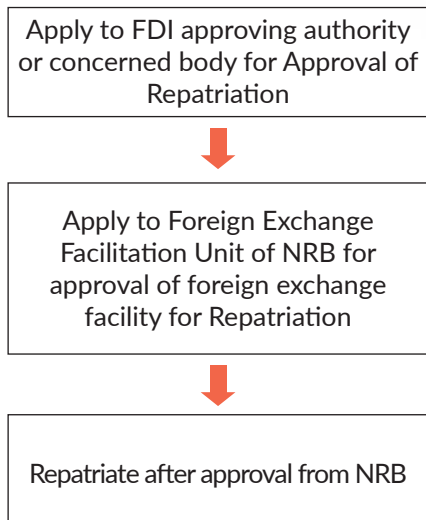 Apply to FDI approving authority
or concerned body for Approval of
Repatriation
Apply to Foreign Exchange
Facilitation Unit of NRB for
approval of foreign exchange
facility for Repatriation
Repatriate after approval from NRB